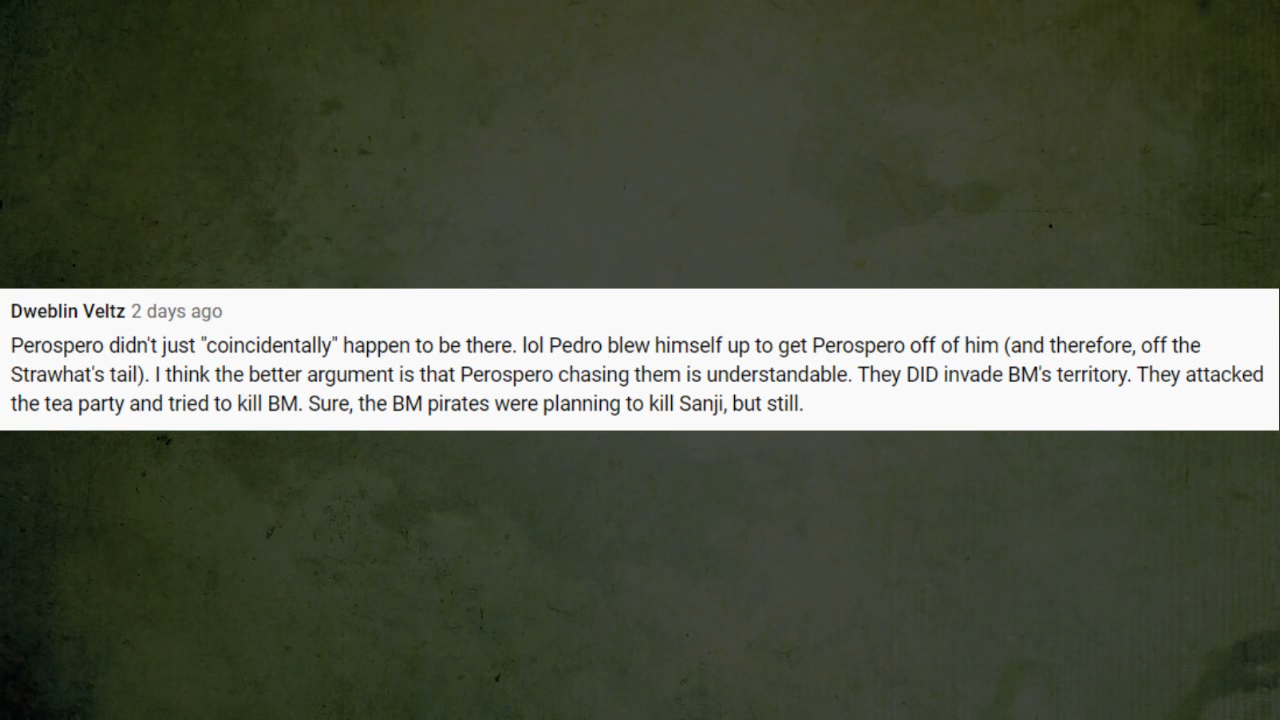 Dweblin Veltz 2 days ago
Perospero didn't just "coincidentally" happen to be there. lol Pedro blew himself up to get Perospero off of him (and therefore, off the
Strawhat's tail). I think the better argument is that Perospero chasing them is understandable. They DID invade BM's territory. They attacked
the tea party and tried to kill BM. Sure, the BM pirates were planning to kill Sanji, but still.